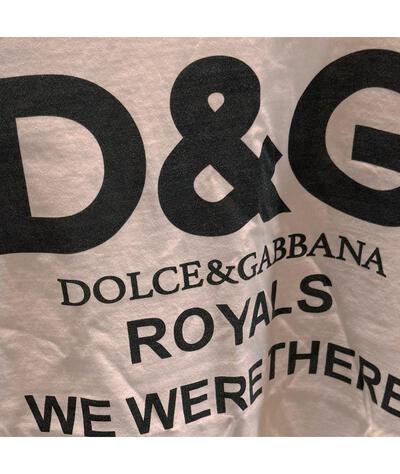 D&G
DOLCE&GABBANA
ROYALS
WE WERE THERE